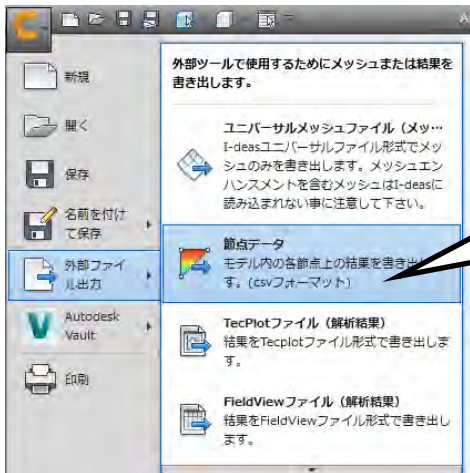 A
新規
開く
保存
名前を付け
て保存
外部ファイ
ル出力
Autodesk
Vault
印刷
外部ツールで使用するためにメッシュまたは結果を
書き出します。
ユニバーサルメッシュファイル（メッ…
I-deasユニバーサルファイル形式でメッ
シュのみを書き出します。メッシュエン
ハンスメントを含むメッシュはI-deasに
読み込まれない事に注意して下さい。
節点データ
モデル内の各節点上の結果を書き出し
す。(csvフォーマット)
TecPlotファイル（解析結果）
結果をTecplotファイル形式で書き出しま
す。
FieldViewファイル（解析結果）
結果をFieldViewファイル形式で書き出し
ます。